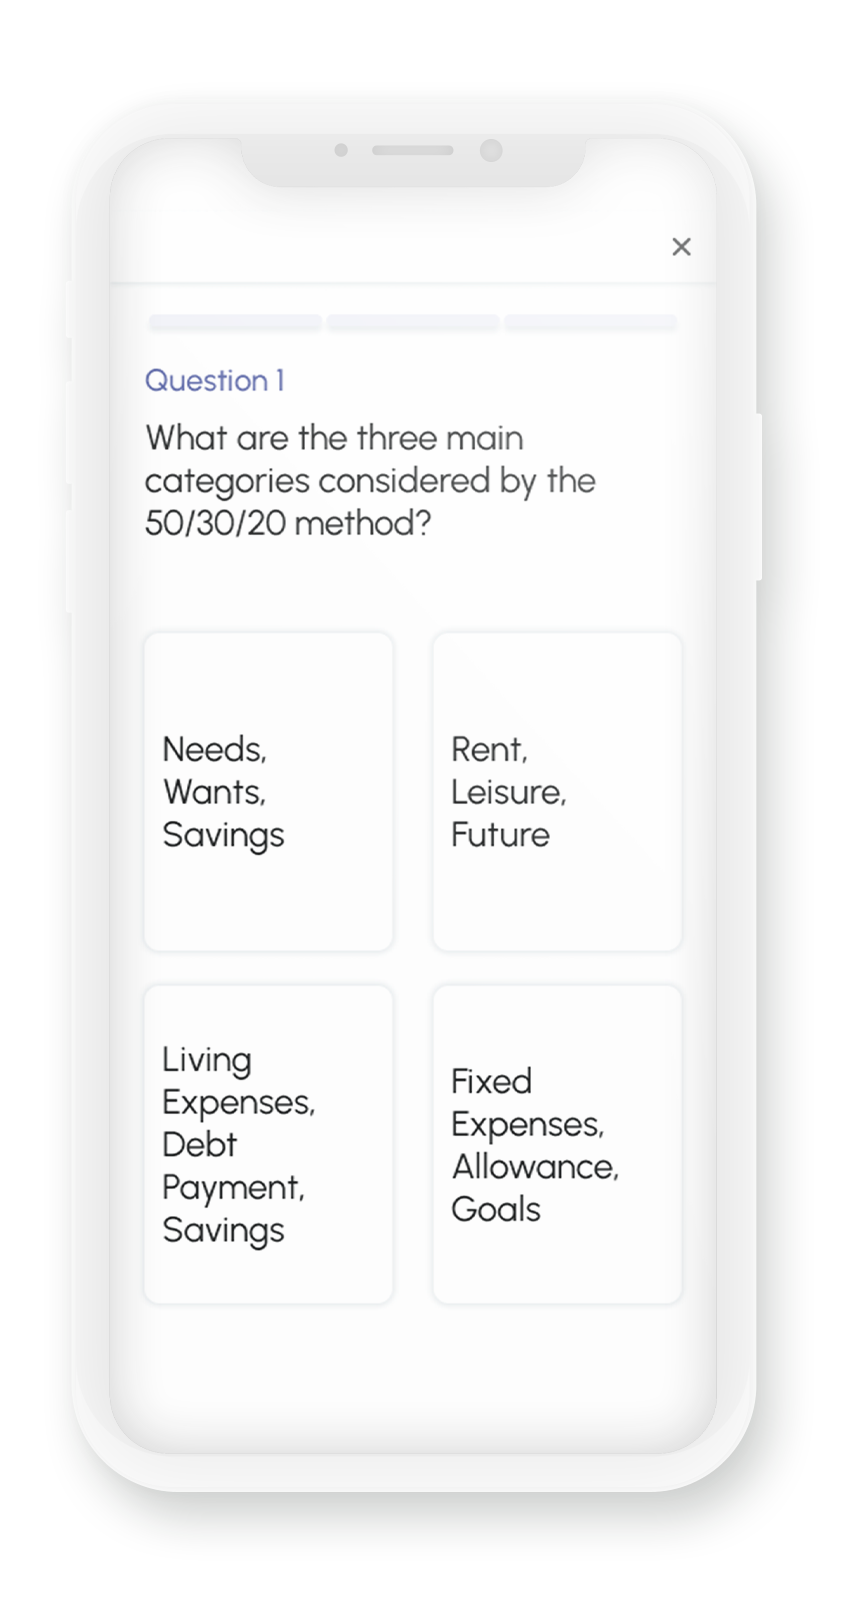 Question 1
What are the three main
categories considered by the
50/30/20 method?
Needs,
Wants,
Savings
Rent,
Leisure,
Future
Living
Expenses,
Debt
Payment,
Savings
Fixed
Expenses,
Allowance,
Goals